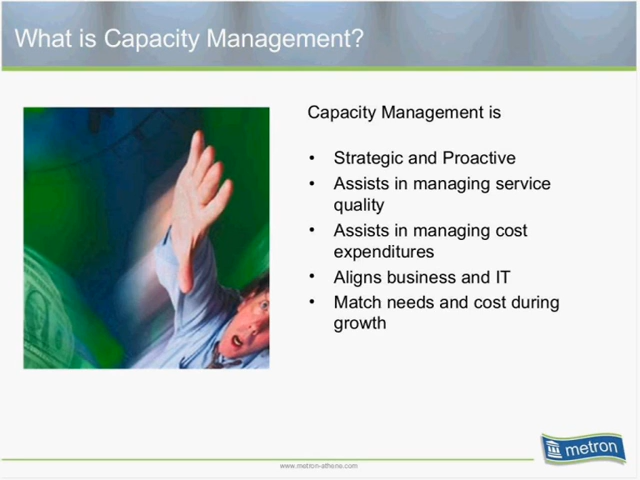 What is Capacity Management?
Capacity Management is
• Strategic and Proactive
• Assists in managing service
quality
• Assists in managing cost
expenditures
• Aligns business and IT
• Match needs and cost during
growth
metron
www.metron-athene.com